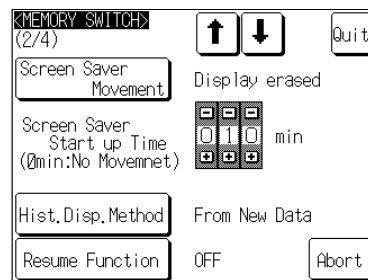 <MEMORY SWITCH>
(2/4)
Quit
Screen Saver
Movement
Display erased
Screen Saver
Start up Time
(0min:No Movemnet)
010 min
Hist.Disp.Method
From New Data
Resume Function
OFF
Abort